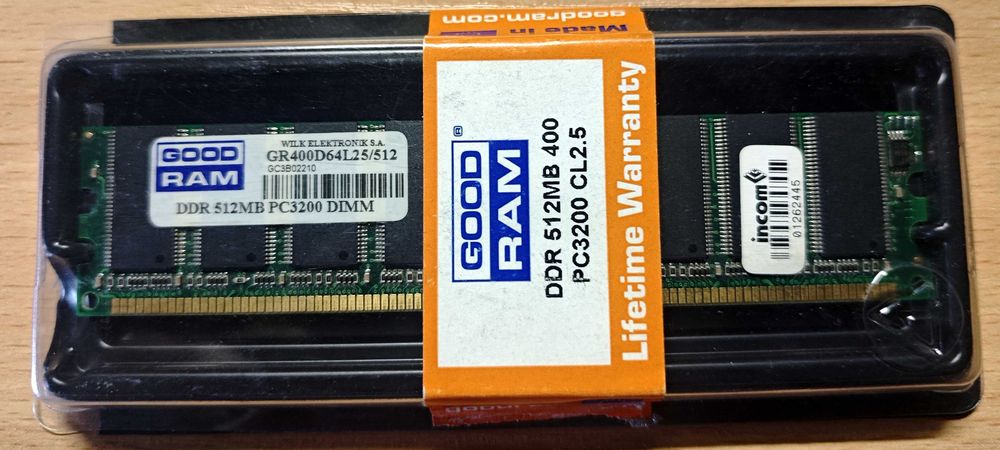 WILK ELEKTRONIK S.A.
GOOD
RAM
GR400D64L25/512
GC3B02210
DDR 512MB PC3200 DIMM
goodram.com
Made in
GOOD
RAM
®
DDR 512MB 400
PC3200 CL2.5
Lifetime Warranty
incom
01262445